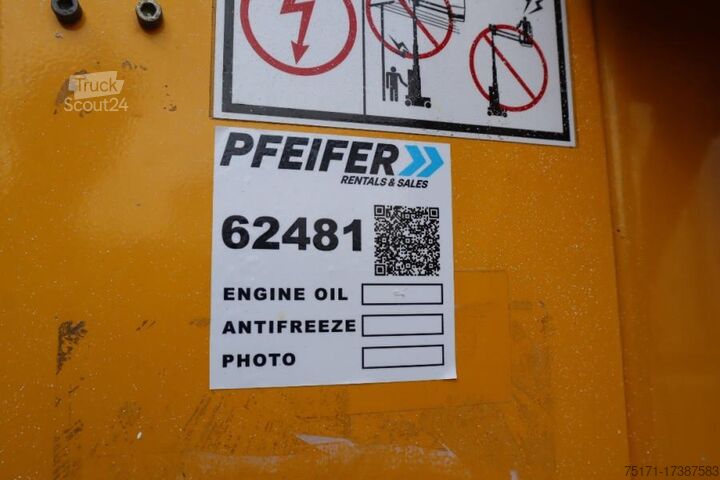 Truck
Scout24
PFEIFER
RENTALS & SALES
62481
ENGINE OIL
ANTIFREEZE
PHOTO
75171-17387583